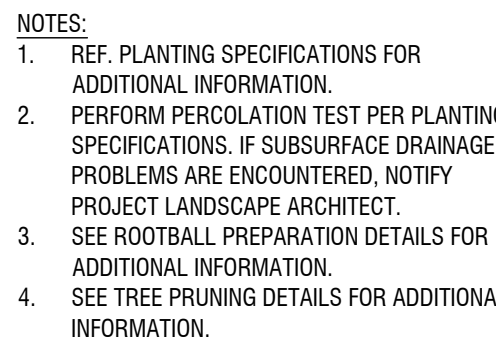 NOTES:
1. REF. PLANTING SPECIFICATIONS FOR
ADDITIONAL INFORMATION.
2. PERFORM PERCOLATION TEST PER PLANTING
SPECIFICATIONS. IF SUBSURFACE DRAINAGE
PROBLEMS ARE ENCOUNTERED, NOTIFY
PROJECT LANDSCAPE ARCHITECT.
3. SEE ROOTBALL PREPARATION DETAILS FOR
ADDITIONAL INFORMATION.
4. SEE TREE PRUNING DETAILS FOR ADDITIONA
INFORMATION.